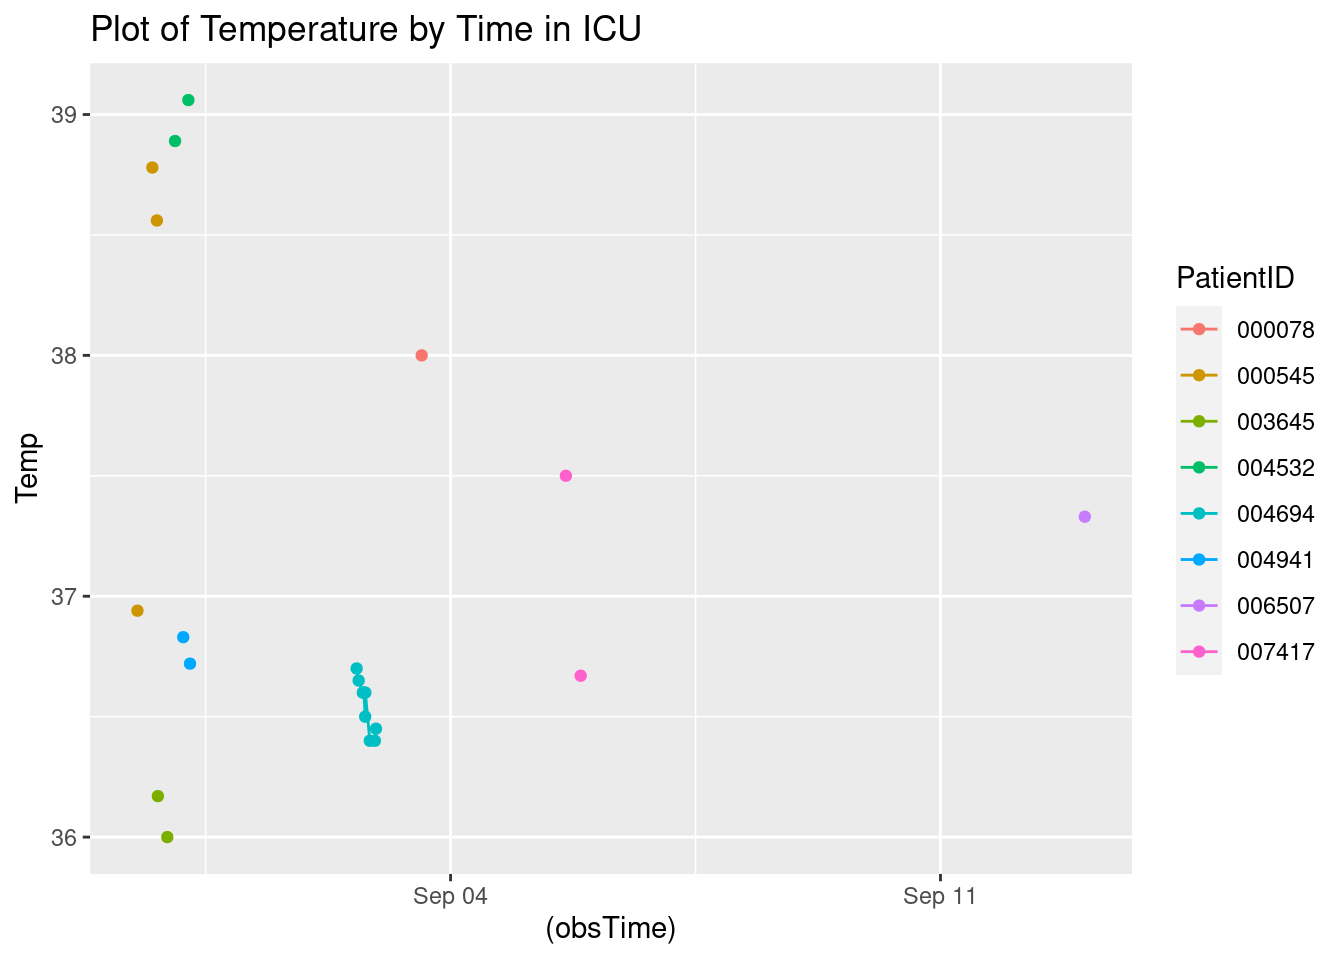 Plot of Temperature by Time in ICU
39
38
37
36
Temp
Sep 04
Sep 11
(obsTime)
PatientID
000078
000545
003645
004532
004694
004941
006507
007417